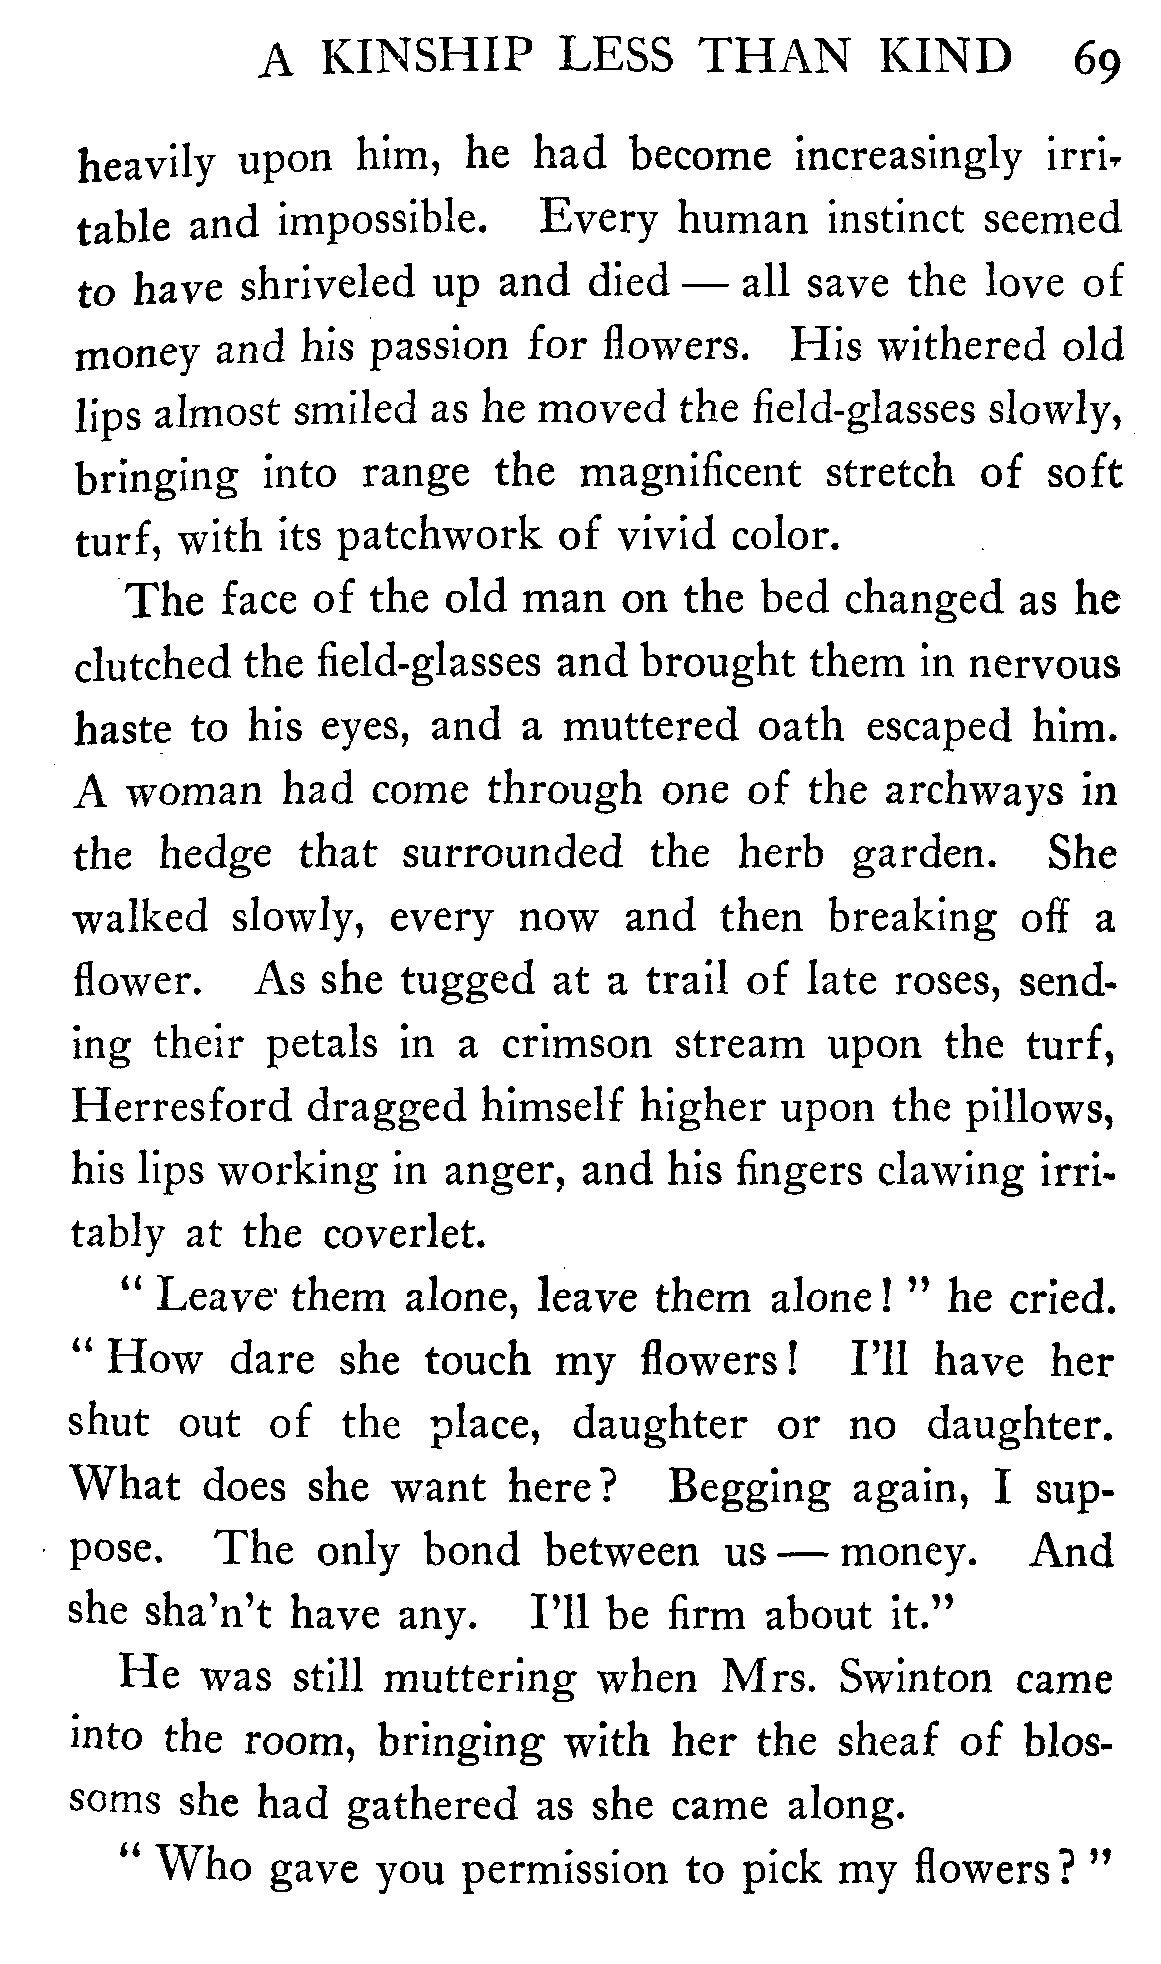 A KINSHIP LESS THAN KIND 69
heavily upon him, he had become increasingly irri-
table and impossible. Every human instinct seemed
to have shriveled up and died — all save the love of
money and his passion for flowers. His withered old
lips almost smiled as he moved the field-glasses slowly,
bringing into range the magnificent stretch of soft
turf, with its patchwork of vivid color.
The face of the old man on the bed changed as he
clutched the field-glasses and brought them in nervous
haste to his eyes, and a muttered oath escaped him.
A woman had come through one of the archways in
the hedge that surrounded the herb garden. She
walked slowly, every now and then breaking off a
flower. As she tugged at a trail of late roses, send-
ing their petals in a crimson stream upon the turf,
Herresford dragged himself higher upon the pillows,
his lips working in anger, and his fingers clawing irri-
tably at the coverlet.
" Leave them alone, leave them alone! " he cried.
" How dare she touch my flowers! I'll have her
shut out of the place, daughter or no daughter.
What does she want here? Begging again, I sup-
pose. The only bond between us — money. And
she sha'n't have any. I'll be firm about it."
He was still muttering when Mrs. Swinton came
into the room, bringing with her the sheaf of blos-
soms she had gathered as she came along.
" Who gave you permission to pick my flowers? "